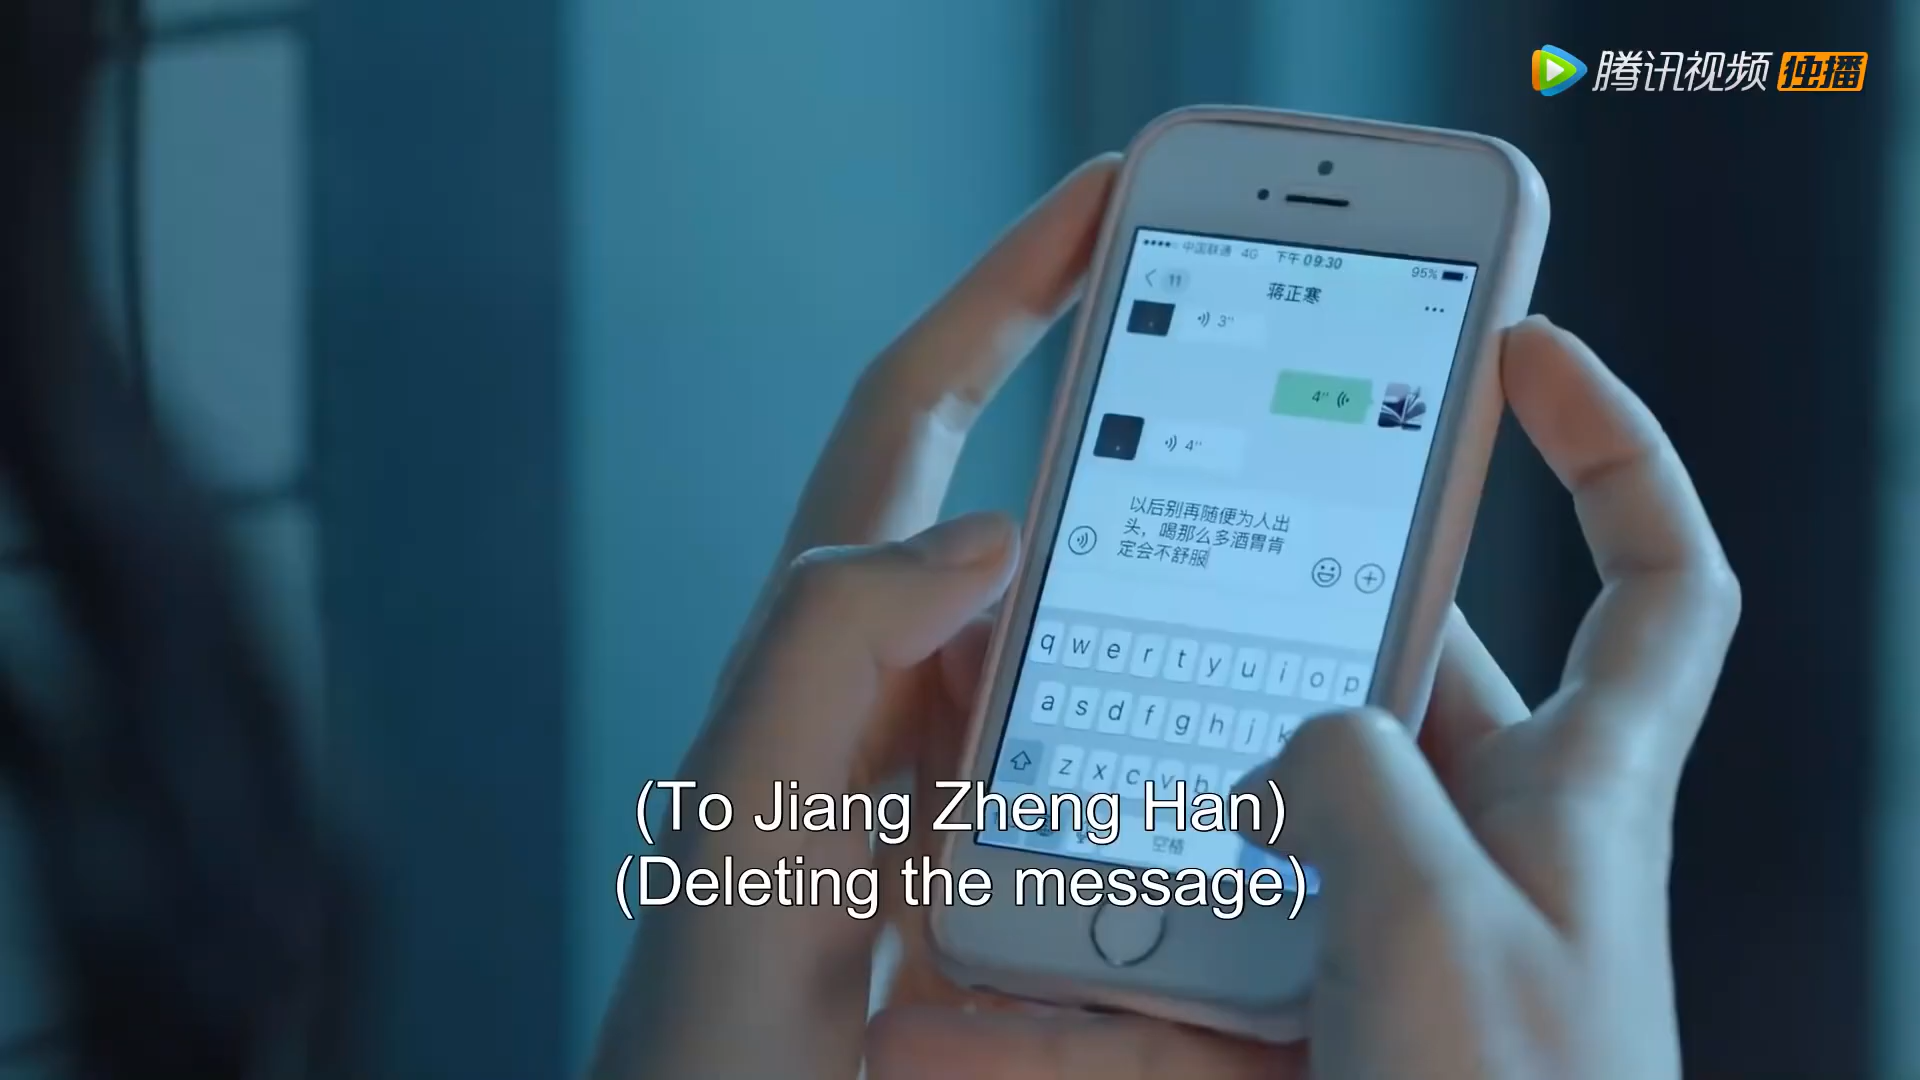 腾讯视频 独播
中国联通 4G 下午 09:30 95%
11
蒋正寒
3"
4"
4"
以后别再随便为人出
头，喝那么多酒胃肯
定会不舒服
q w e r t y u i o p
a s d f g h j k
z x c v b
空格
(To Jiang Zheng Han)
(Deleting the message)